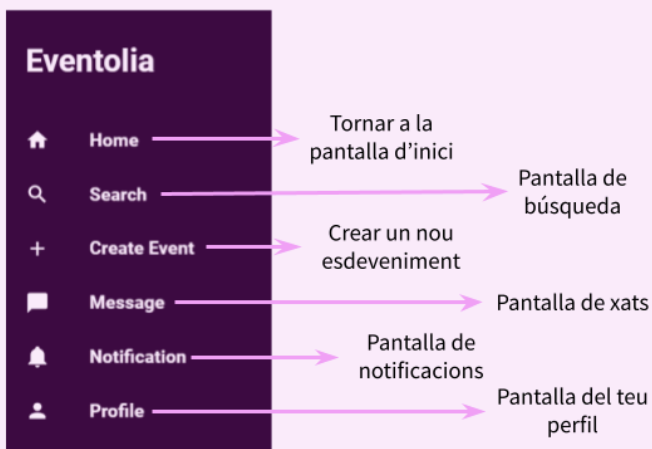 Eventolia
Home
Tornar a la
pantalla d'inici
Search
Pantalla de
búsqueda
Create Event
Crear un nou
esdeveniment
Message
Pantalla de xats
Notification
Pantalla de
notificacions
Profile
Pantalla del teu
perfil